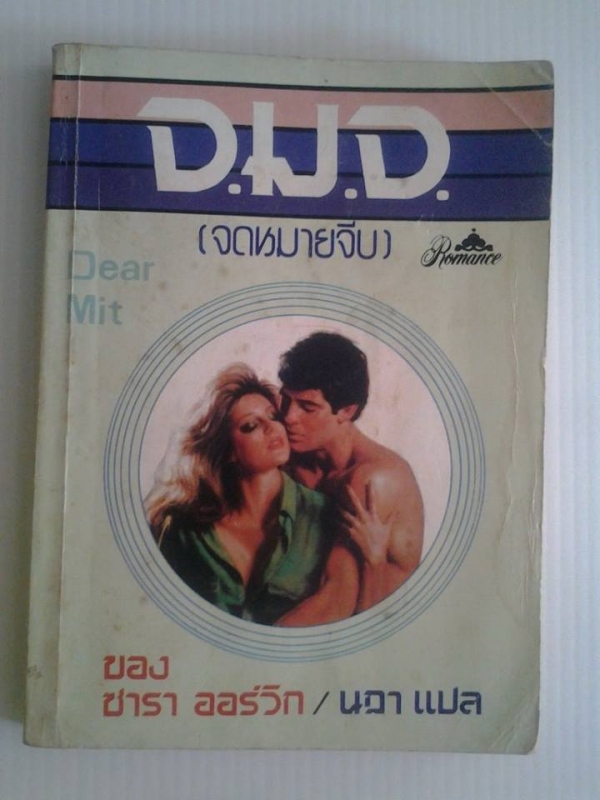 จ.ม.จ.
(จดหมายจีบ)
Romance
Dear
Mit
ของ
ซารา ออร์วิก / นฉา แปล